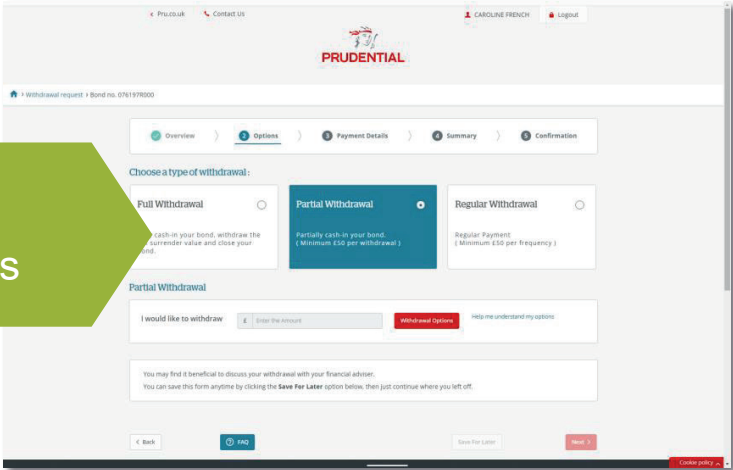 Pru.co.uk Contact Us CAROLINE FRENCH Logout
PRUDENTIAL
Withdrawal request Bond no. 076197R000
Overview 2 Options 3 Payment Details 4 Summary 5 Confirmation
Choose a type of withdrawal:
Full Withdrawal Partial Withdrawal Regular Withdrawal
cash-in your bond, withdraw the Partially cash-in your bond. Regular Payment
surrender value and close your ( Minimum £50 per withdrawal ) ( Minimum £50 per frequency )
s
Partial Withdrawal
I would like to withdraw £ Enter the Amount Withdrawal Options Help me understand my options
You may find it beneficial to discuss your withdrawal with your financial adviser.
You can save this form anytime by clicking the Save For Later option below, then just continue where you left off.
< Back FAQ Save For Later Next >
Cookie policy